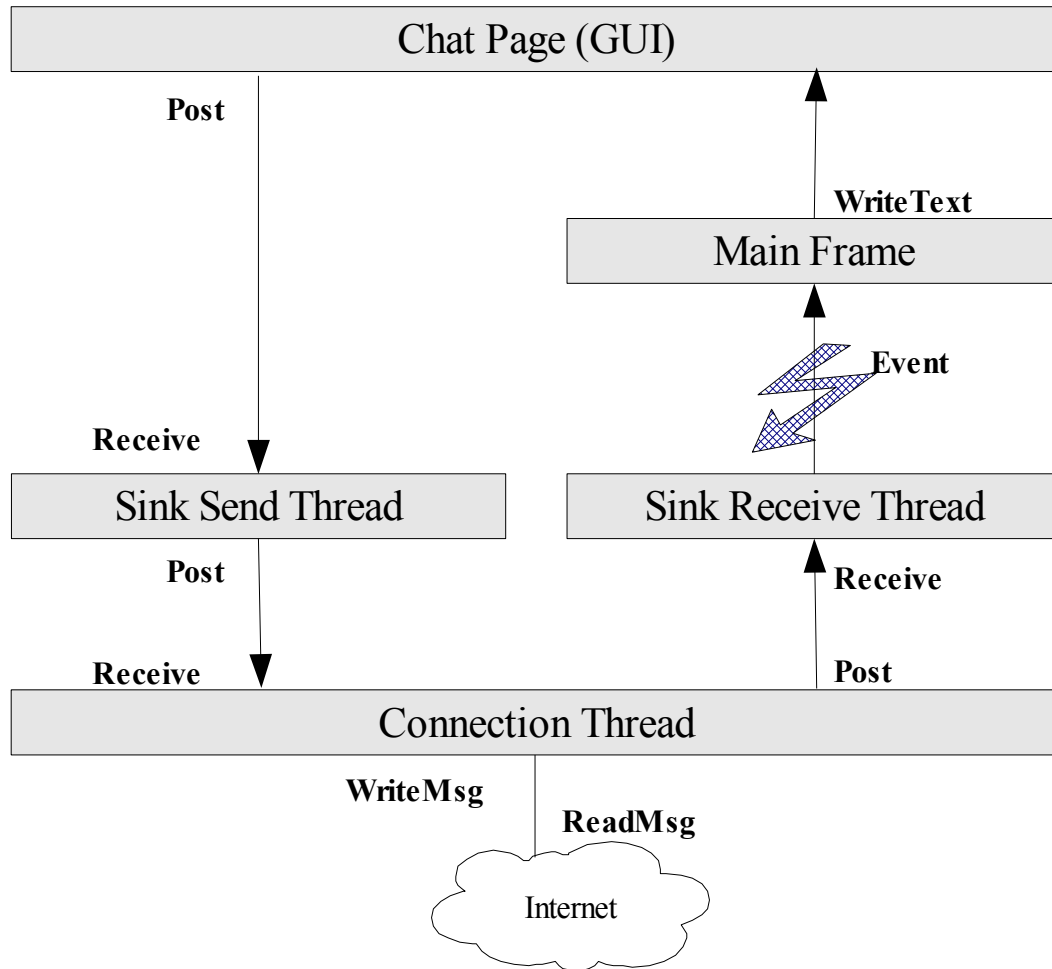 Chat Page (GUI)
Post
WriteText
Main Frame
Event
Receive
Sink Send Thread
Sink Receive Thread
Post
Receive
Receive
Post
Connection Thread
WriteMsg
ReadMsg
Internet